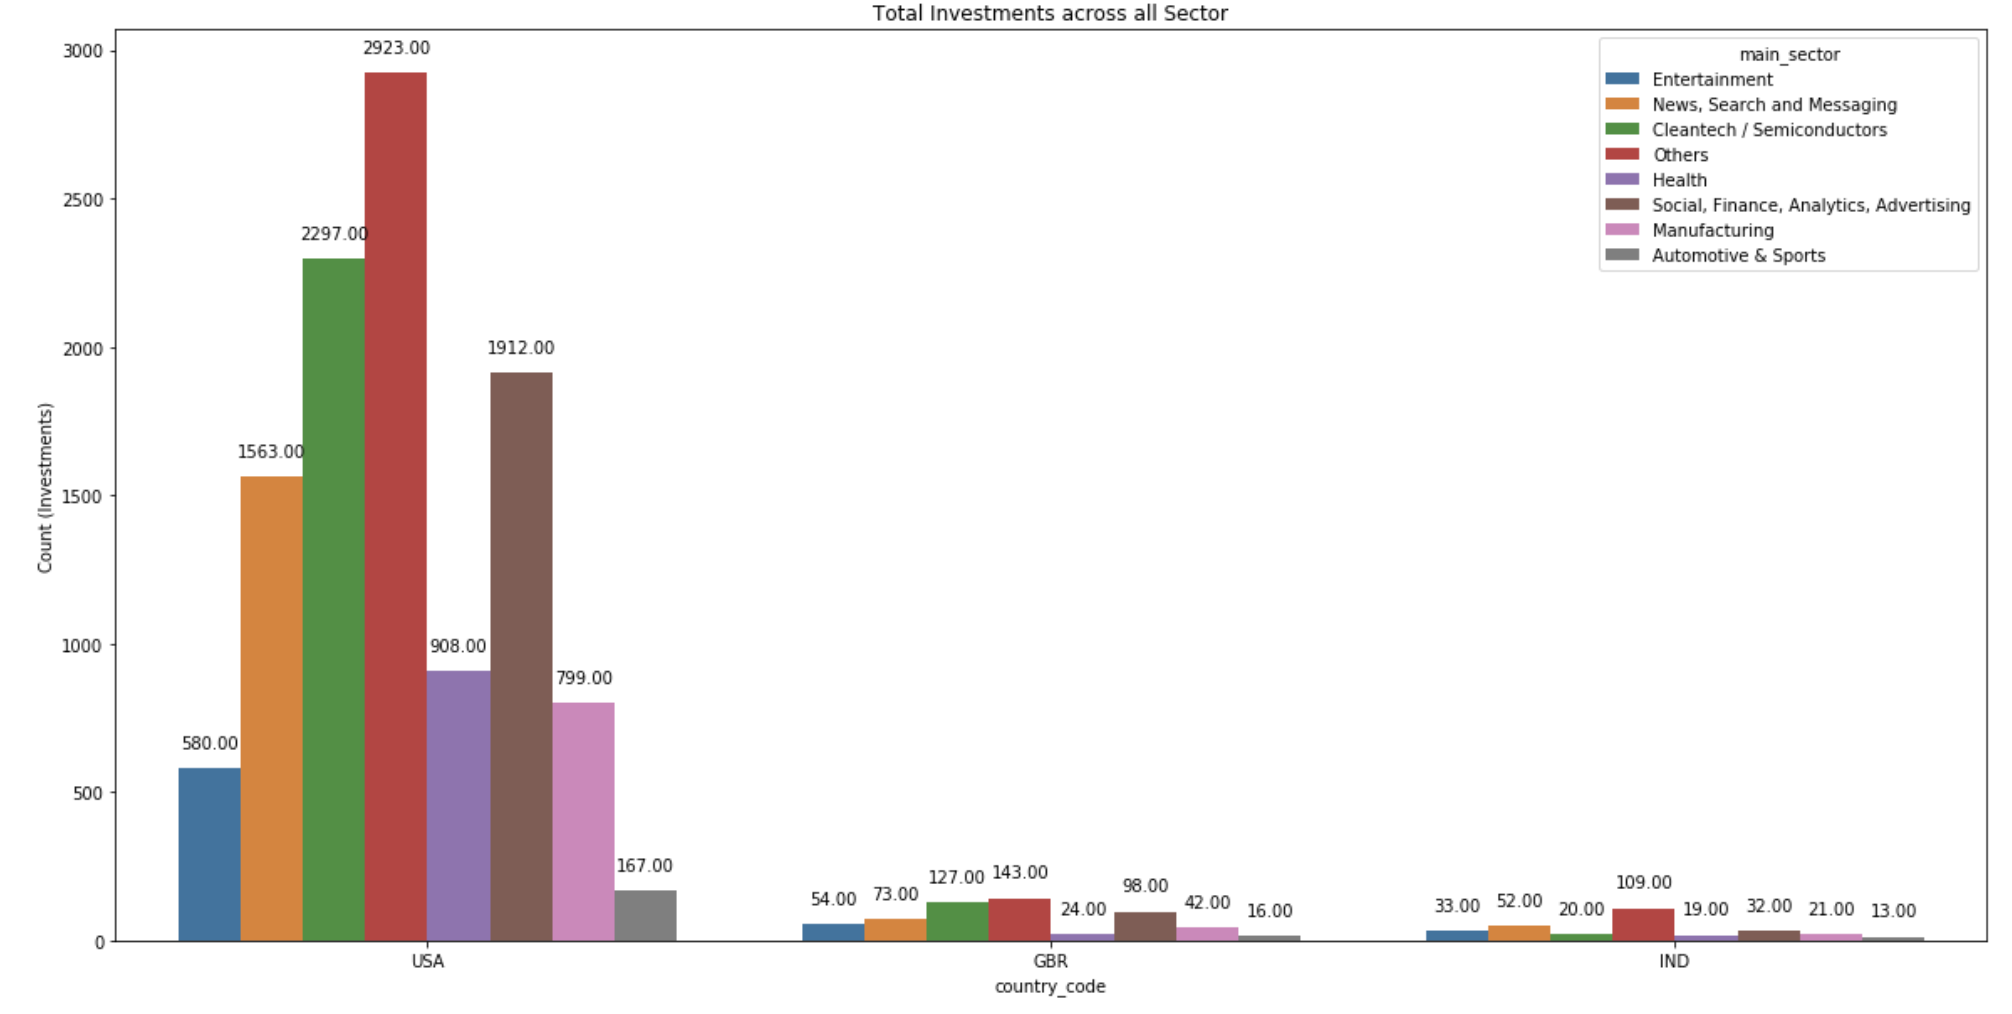 Total Investments across all Sector
Count (Investments)
3000
2500
2000
1500
1000
500
0
580.00
1563.00
2297.00
2923.00
908.00
1912.00
799.00
167.00
54.00
73.00
127.00
143.00
24.00
98.00
42.00
16.00
33.00
52.00
20.00
109.00
19.00
32.00
21.00
13.00
main_sector
Entertainment
News, Search and Messaging
Cleantech / Semiconductors
Others
Health
Social, Finance, Analytics, Advertising
Manufacturing
Automotive & Sports
USA
GBR
IND
country_code